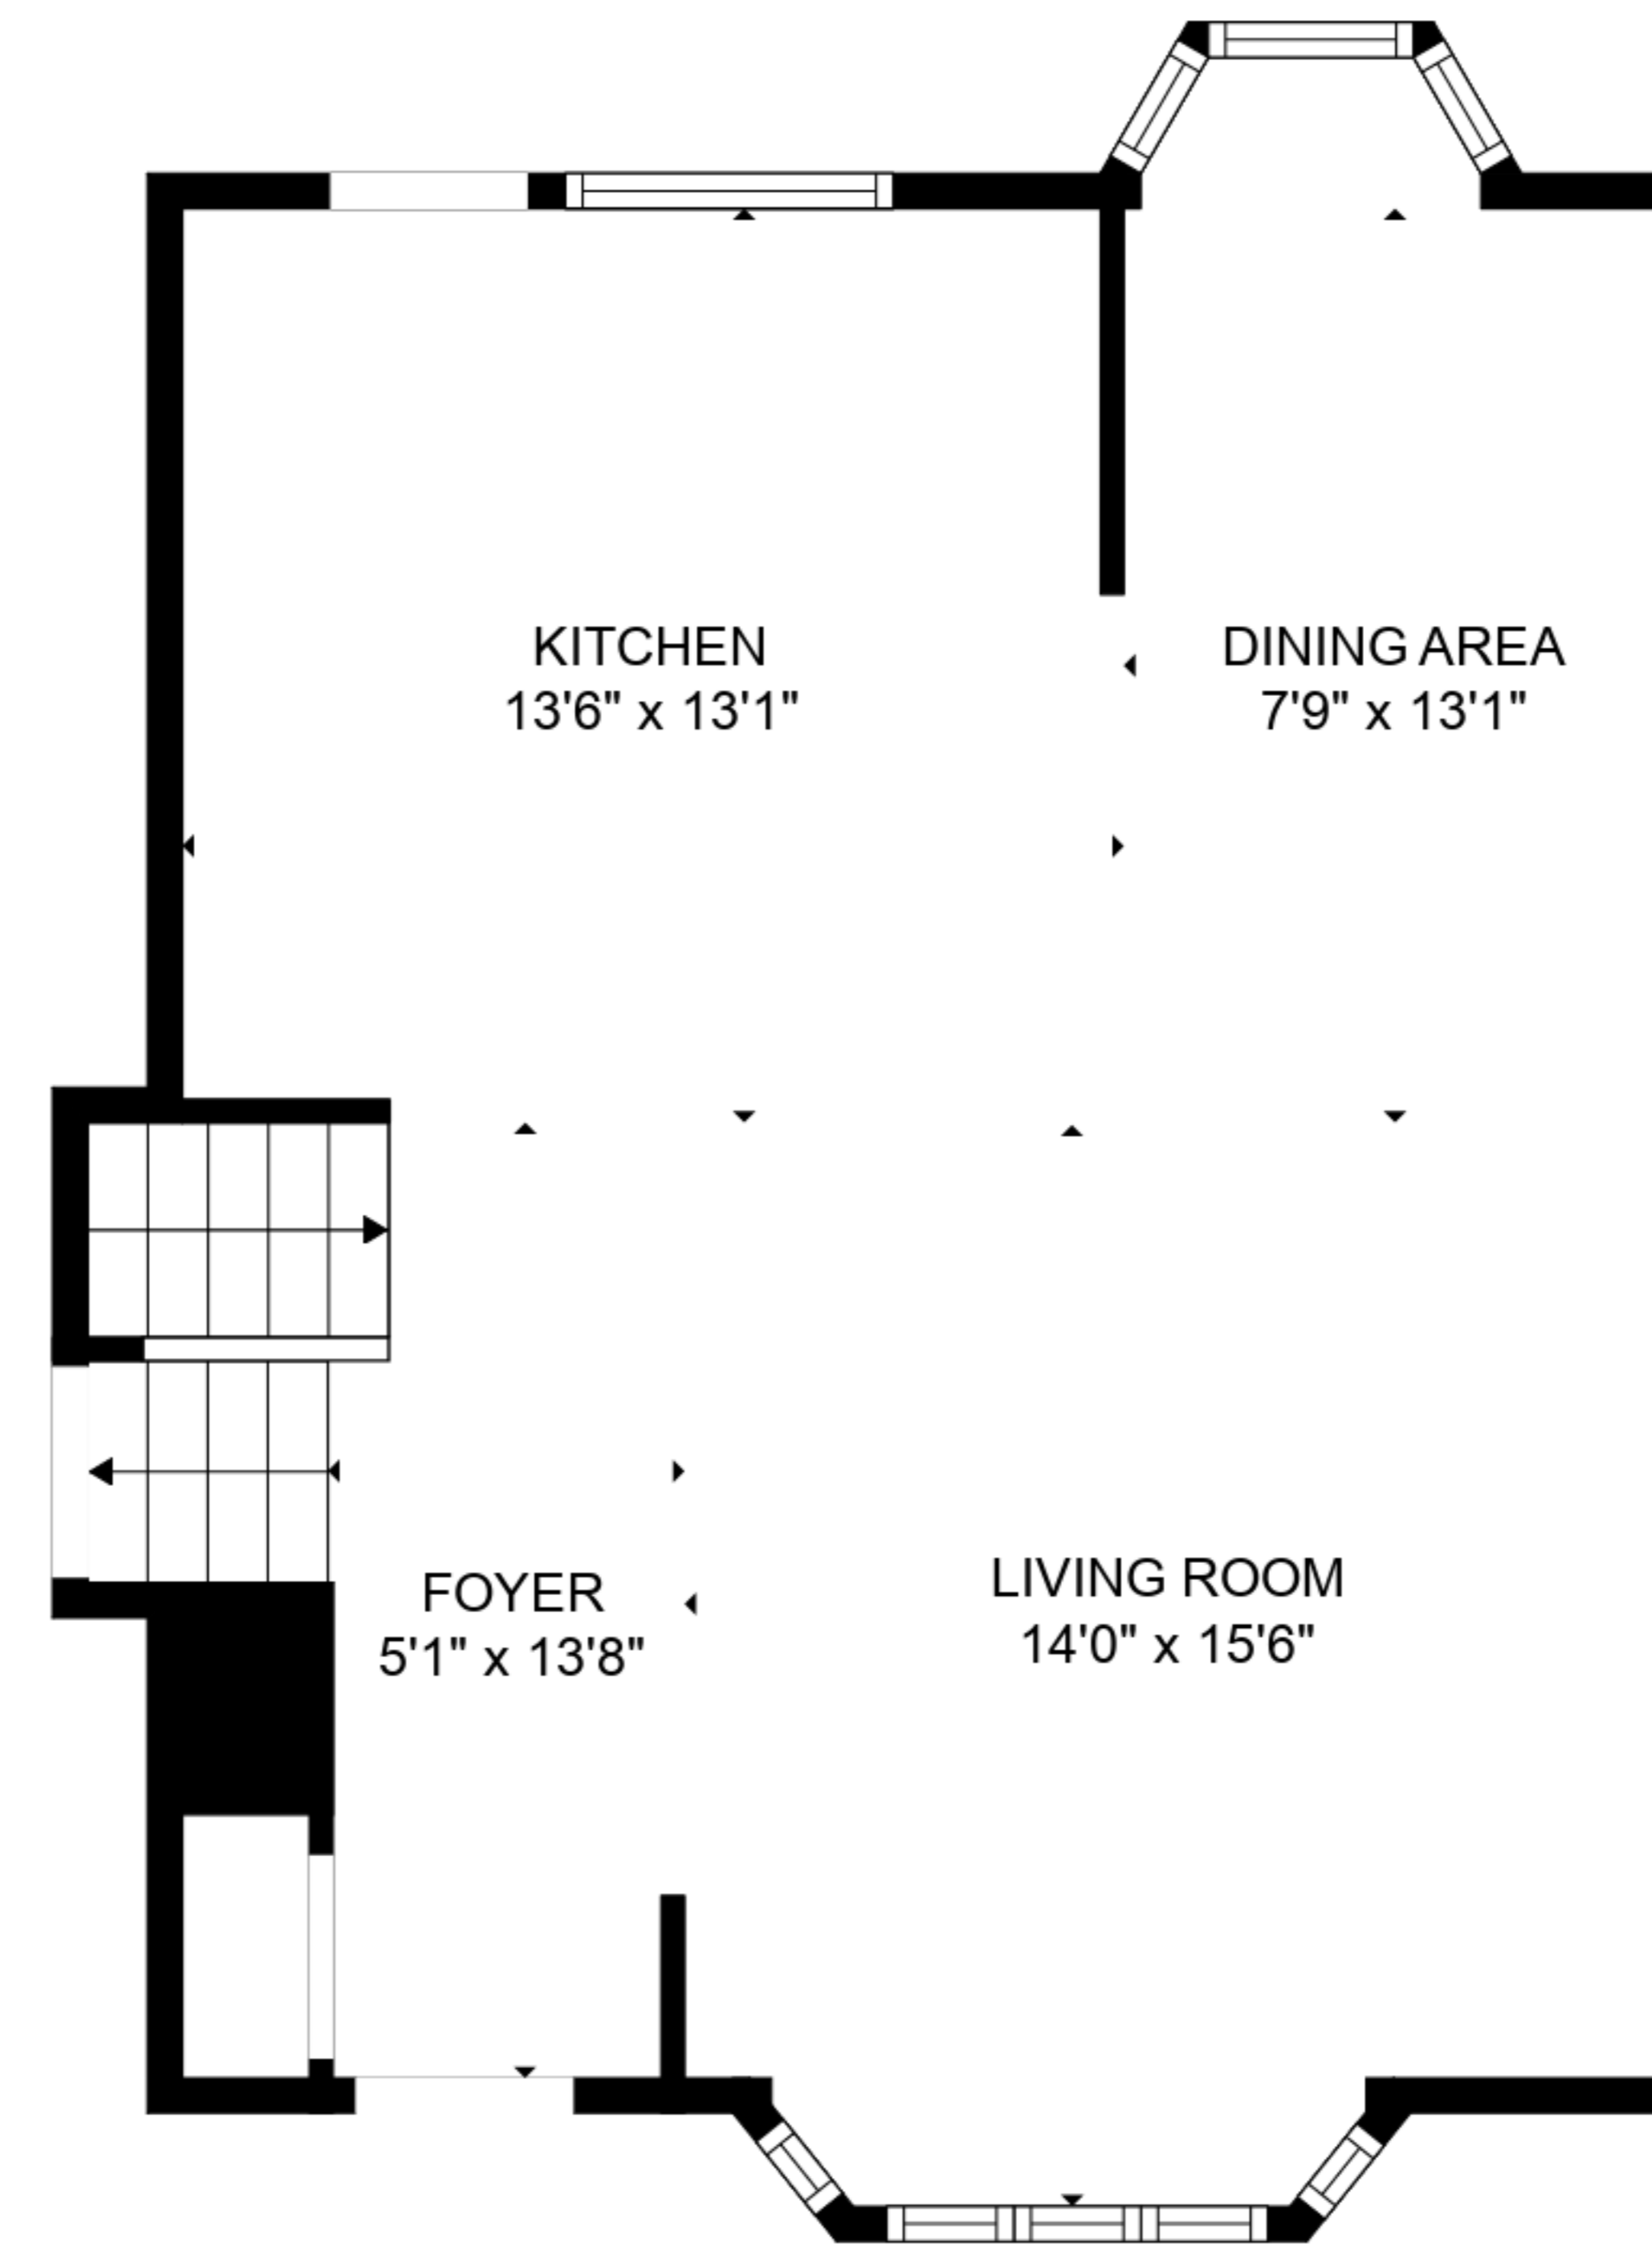 KITCHEN
13'6" x 13'1"
DINING AREA
7'9" x 13'1"
FOYER
5'1" x 13'8"
LIVING ROOM
14'0" x 15'6"